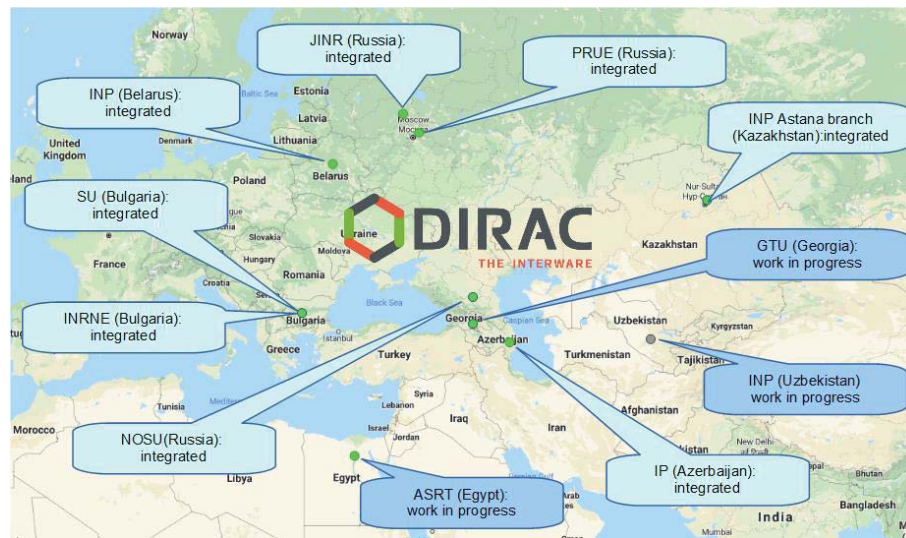 Norway
JINR (Russia):
integrated
PRUE (Russia):
integrated
INP (Belarus):
integrated
Baltic Sea
Estonia
Latvia
Lithuania
Moscow
Москва
INP Astana branch
(Kazakhstan):integrated
United
Kingdom
Denmark
Belarus
Poland
SU (Bulgaria):
integrated
Nur-Sultan
Ukraine
DIRAC
THE INTERWARE
Slovakia
Hungary
Moldova
France
Romania
Croatia
Kazakhstan
GTU (Georgia):
work in progress
INRNE (Bulgaria):
integrated
Bulgaria
Black Sea
Georgia
Caspian Sea
Azerbaijan
Uzbekistan
Kyrgyzstan
Istanbul
Greece
Turkey
Turkmenistan
Tajikistan
INP (Uzbekistan)
work in progress
Tunisia
Syria
Lebanon
Iraq
Israel
Jordan
Iran
Afghanistan
Morocco
NOSU(Russia):
integrated
Libya
Egypt
ASRT (Egypt):
work in progress
IP (Azerbaijan):
integrated
New Delhi
Bhutan
Bangladesh
India
Mumbai
Oman